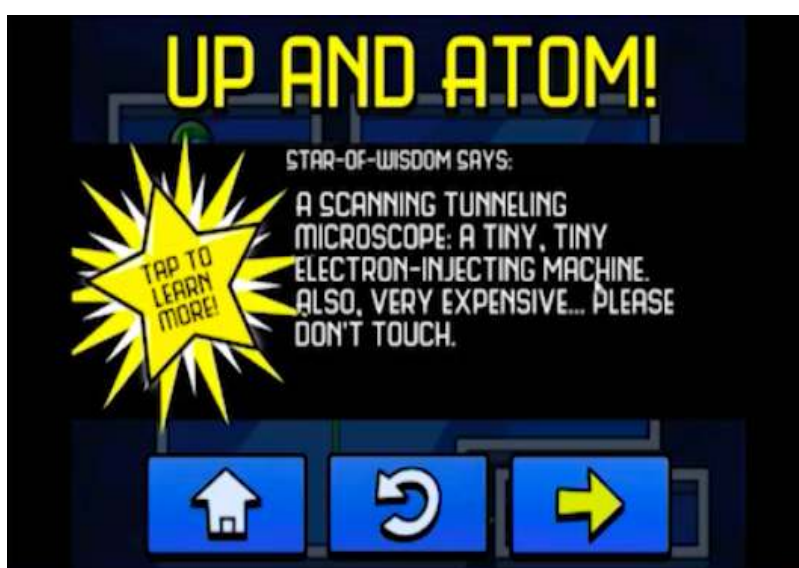 UP AND ATOM!
STAR-OF-WISDOM SAYS:
A SCANNING TUNNELING
MICROSCOPE: A TINY, TINY
ELECTRON-INJECTING MACHINE.
ALSO, VERY EXPENSIVE... PLEASE
DON'T TOUCH.
TAP TO
LEARN
MORE!